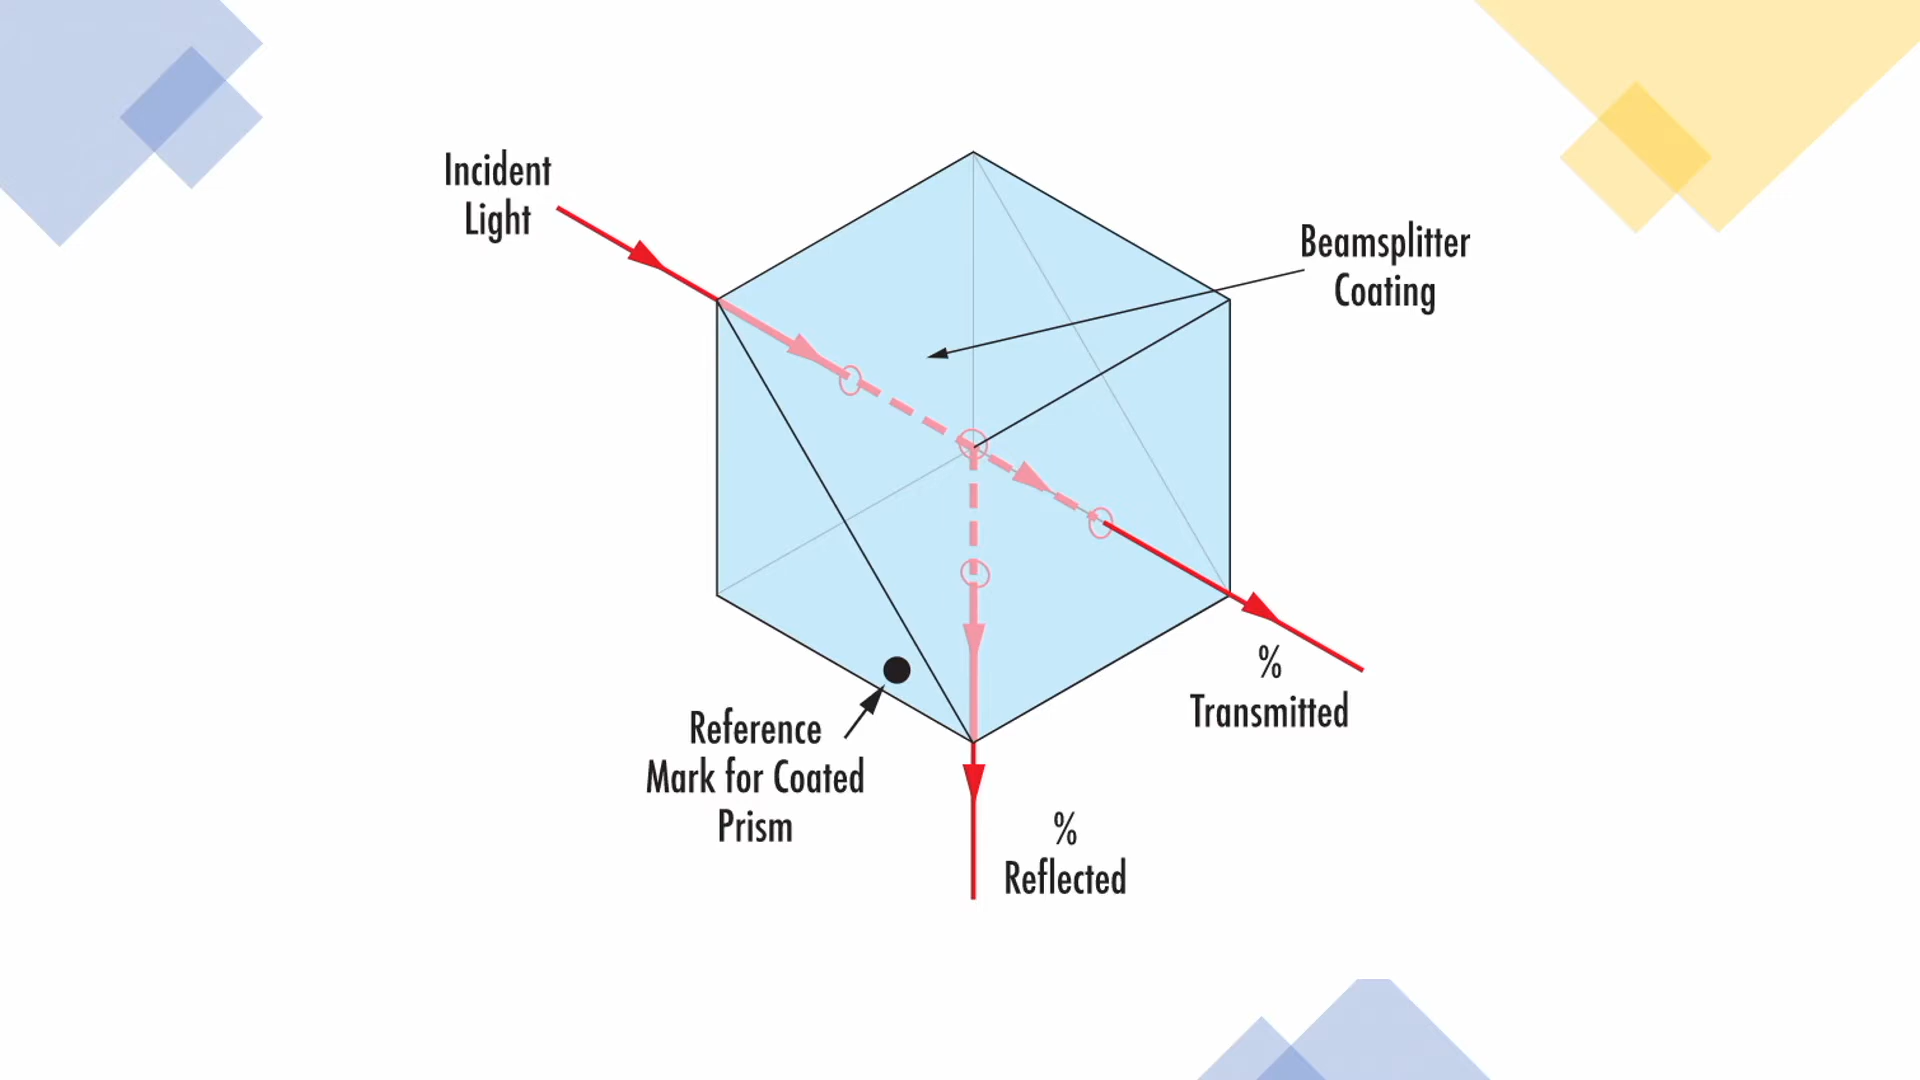 Incident
Light
Beamsplitter
Coating
%
Transmitted
Reference
Mark for Coated
Prism
%
Reflected